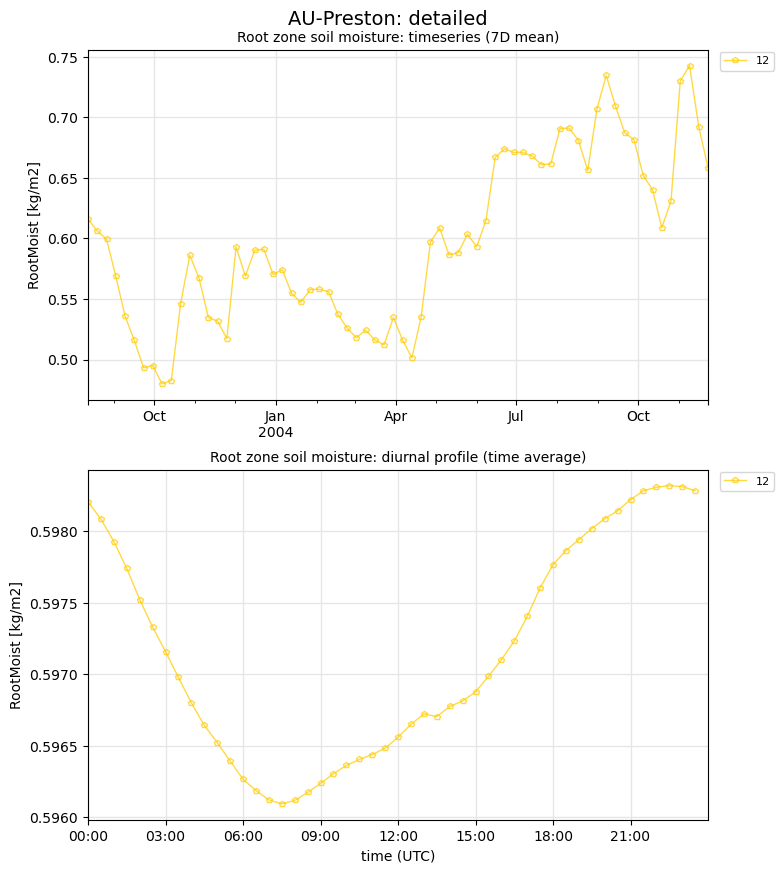 AU-Preston: detailed
Root zone soil moisture: timeseries (7D mean)
12
0.75
0.70
0.65
0.60
0.55
0.50
RootMoist [kg/m2]
Oct
Jan
2004
Apr
Jul
Oct
Root zone soil moisture: diurnal profile (time average)
12
0.5980
0.5975
0.5970
0.5965
0.5960
RootMoist [kg/m2]
00:00
03:00
06:00
09:00
12:00
15:00
18:00
21:00
time (UTC)